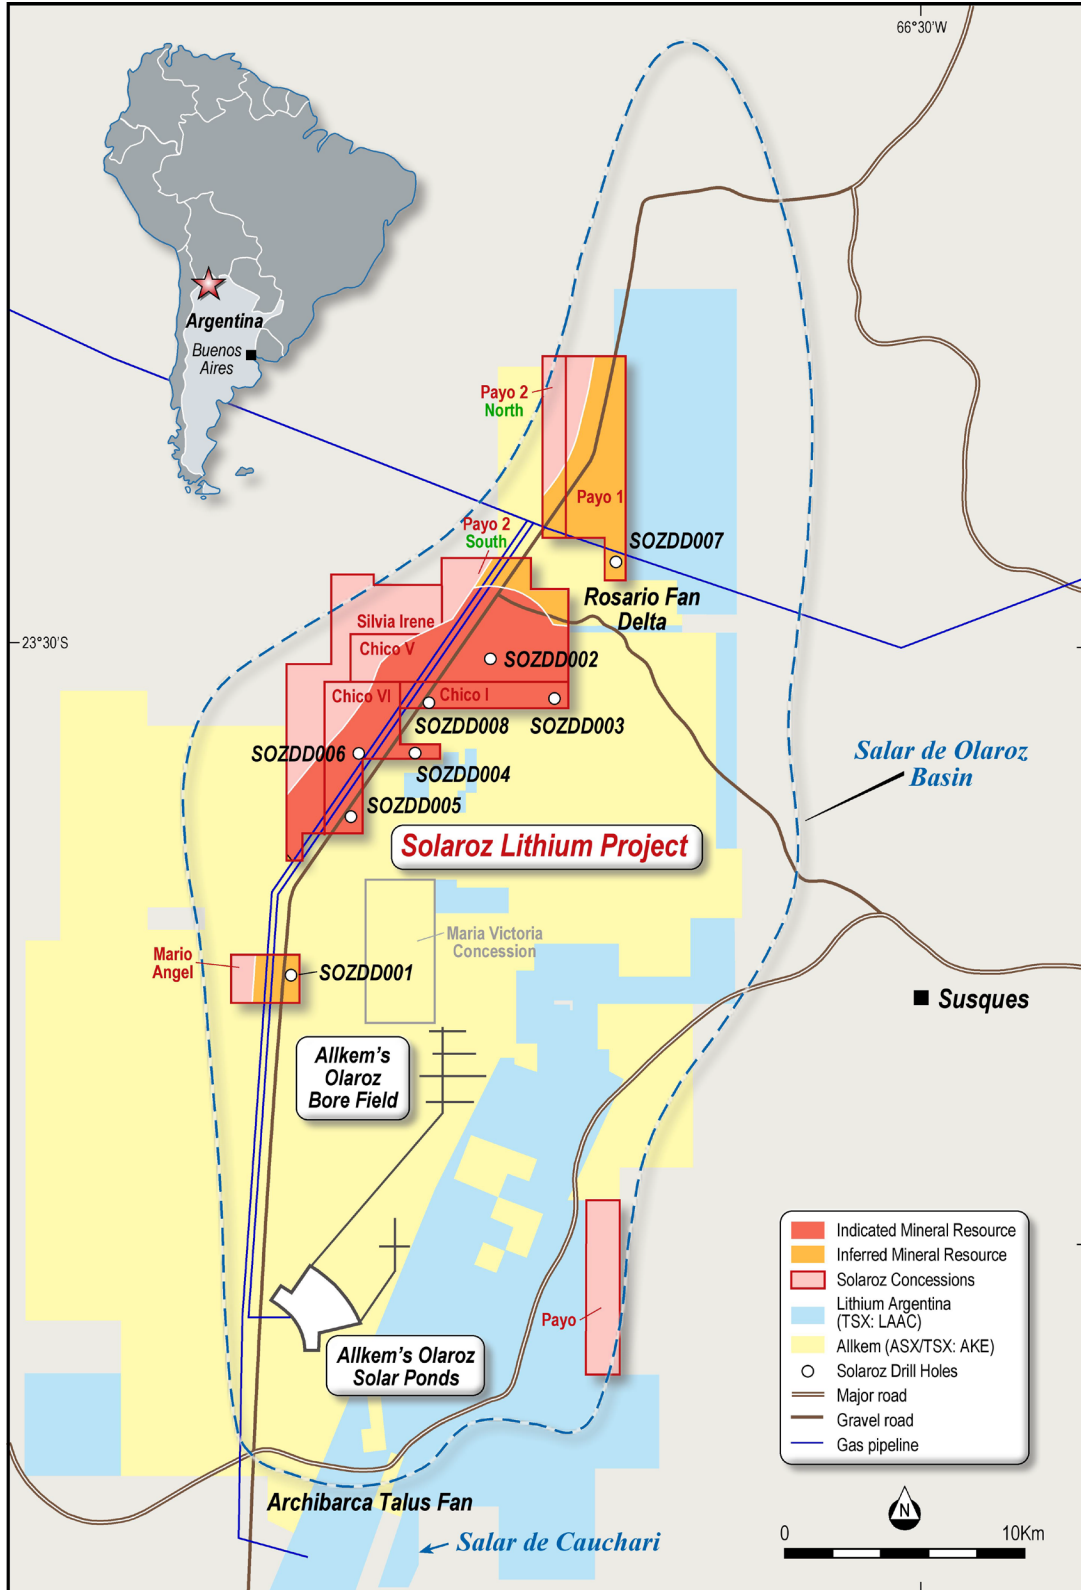 66°30'W
Argentina
Buenos
Aires
Payo 2
North
Payo 1
Payo 2
South
SOZDD007
Rosario Fan
Delta
23°30'S
Silvia Irene
Chico V
SOZDD002
Chico VI
Chico I
SOZDD008
SOZDD003
SOZDD006
SOZDD004
SOZDD005
Salar de Olaroz
Basin
Solaroz Lithium Project
Maria Victoria
Concession
Mario
Angel
SOZDD001
Susques
Allkem's
Olaroz
Bore Field
Payo
Allkem's Olaroz
Solar Ponds
Archibarca Talus Fan
Salar de Cauchari
Indicated Mineral Resource
Inferred Mineral Resource
Solaroz Concessions
Lithium Argentina
(TSX: LAAC)
Allkem (ASX/TSX: AKE)
Solaroz Drill Holes
Major road
Gravel road
Gas pipeline
N
0 10Km